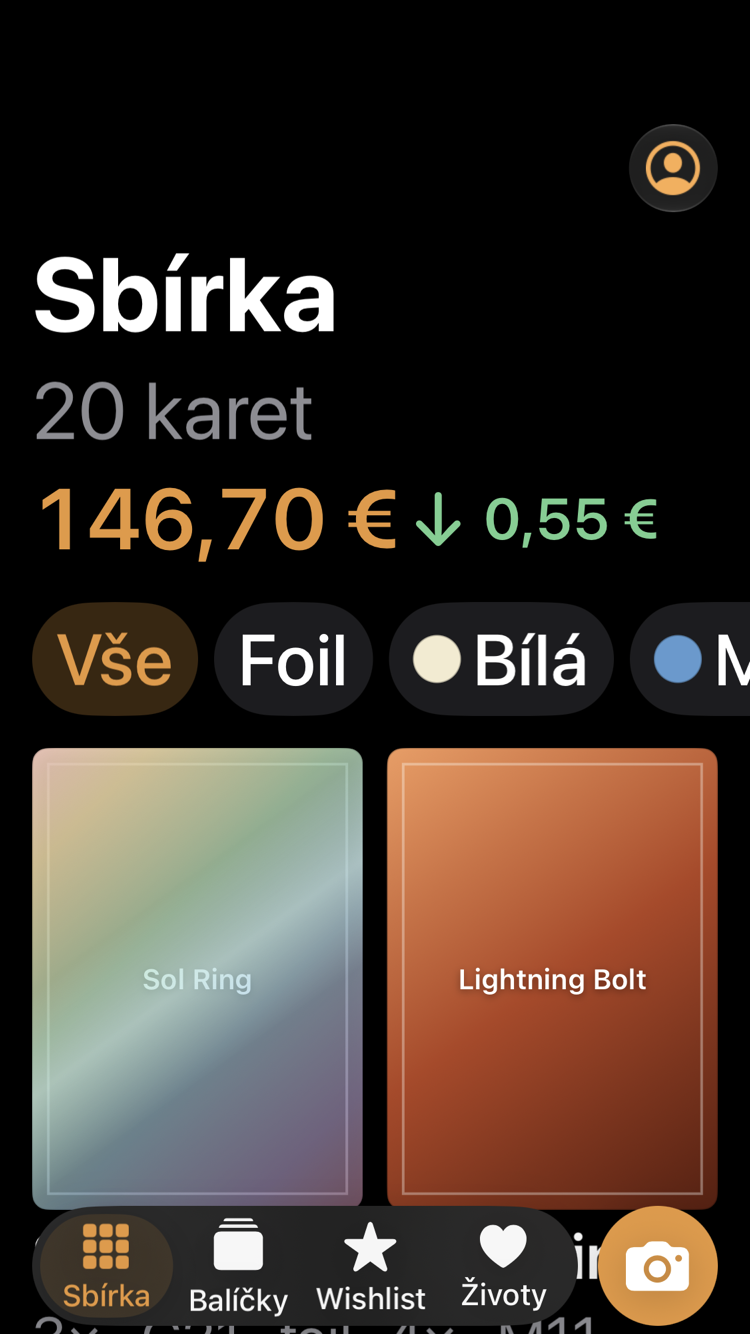 Sbírka
20 karet
146,70 € ↓ 0,55 €
Vše Foil Bílá
Sol Ring Lightning Bolt
Sbírka Balíčky Wishlist Životy